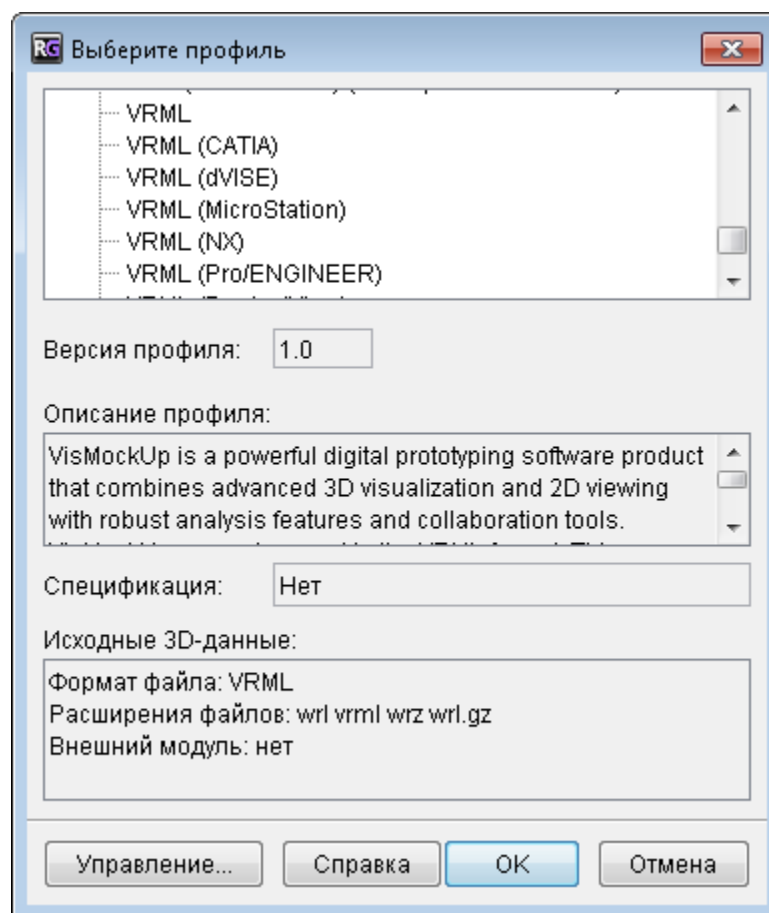 RG Выберите профиль
VRML
VRML (CATIA)
VRML (dVISE)
VRML (MicroStation)
VRML (NX)
VRML (Pro/ENGINEER)
Версия профиля: 1.0
Описание профиля:
VisMockUp is a powerful digital prototyping software product
that combines advanced 3D visualization and 2D viewing
with robust analysis features and collaboration tools.
Спецификация: Нет
Исходные 3D-данные:
Формат файла: VRML
Расширения файлов: wrl vrml wrz wrl.gz
Внешний модуль: нет
Управление... Справка OK Отмена